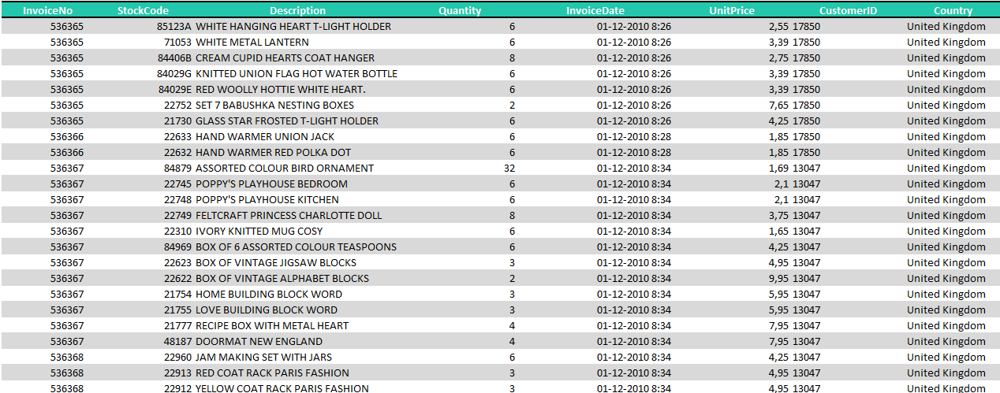 InvoiceNo StockCode Description Quantity InvoiceDate UnitPrice CustomerID Country
536365 85123A WHITE HANGING HEART T-LIGHT HOLDER 6 01-12-2010 8:26 2,55 17850 United Kingdom
536365 71053 WHITE METAL LANTERN 6 01-12-2010 8:26 3,39 17850 United Kingdom
536365 84406B CREAM CUPID HEARTS COAT HANGER 8 01-12-2010 8:26 2,75 17850 United Kingdom
536365 84029G KNITTED UNION FLAG HOT WATER BOTTLE 6 01-12-2010 8:26 3,39 17850 United Kingdom
536365 84029E RED WOOLLY HOTTIE WHITE HEART. 6 01-12-2010 8:26 3,39 17850 United Kingdom
536365 22752 SET 7 BABUSHKA NESTING BOXES 2 01-12-2010 8:26 7,65 17850 United Kingdom
536365 21730 GLASS STAR FROSTED T-LIGHT HOLDER 6 01-12-2010 8:26 4,25 17850 United Kingdom
536366 22633 HAND WARMER UNION JACK 6 01-12-2010 8:28 1,85 17850 United Kingdom
536366 22632 HAND WARMER RED POLKA DOT 6 01-12-2010 8:28 1,85 17850 United Kingdom
536367 84879 ASSORTED COLOUR BIRD ORNAMENT 32 01-12-2010 8:34 1,69 13047 United Kingdom
536367 22745 POPPY'S PLAYHOUSE BEDROOM 6 01-12-2010 8:34 2,1 13047 United Kingdom
536367 22748 POPPY'S PLAYHOUSE KITCHEN 6 01-12-2010 8:34 2,1 13047 United Kingdom
536367 22749 FELTCRAFT PRINCESS CHARLOTTE DOLL 8 01-12-2010 8:34 3,75 13047 United Kingdom
536367 22310 IVORY KNITTED MUG COSY 6 01-12-2010 8:34 1,65 13047 United Kingdom
536367 84969 BOX OF 6 ASSORTED COLOUR TEASPOONS 6 01-12-2010 8:34 4,25 13047 United Kingdom
536367 22623 BOX OF VINTAGE JIGSAW BLOCKS 3 01-12-2010 8:34 4,95 13047 United Kingdom
536367 22622 BOX OF VINTAGE ALPHABET BLOCKS 2 01-12-2010 8:34 9,95 13047 United Kingdom
536367 21754 HOME BUILDING BLOCK WORD 3 01-12-2010 8:34 5,95 13047 United Kingdom
536367 21755 LOVE BUILDING BLOCK WORD 3 01-12-2010 8:34 5,95 13047 United Kingdom
536367 21777 RECIPE BOX WITH METAL HEART 4 01-12-2010 8:34 7,95 13047 United Kingdom
536367 48187 DOORMAT NEW ENGLAND 4 01-12-2010 8:34 7,95 13047 United Kingdom
536368 22960 JAM MAKING SET WITH JARS 6 01-12-2010 8:34 4,25 13047 United Kingdom
536368 22913 RED COAT RACK PARIS FASHION 3 01-12-2010 8:34 4,95 13047 United Kingdom
536368 22912 YELLOW COAT RACK PARIS FASHION 3 01-12-2010 8:34 4,95 13047 United Kingdom